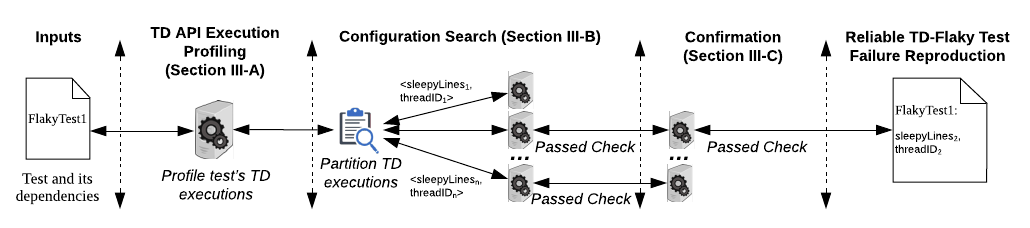 Inputs
TD API Execution
Profiling
(Section III-A)
Configuration Search (Section III-B)
Confirmation
(Section III-C)
Reliable TD-Flaky Test
Failure Reproduction
FlakyTest1
Test and its
dependencies
Profile test's TD
executions
Partition TD
executions
<sleepyLines₁,
threadID₁>
<sleepyLinesₙ,
threadIDₙ>
...
Passed Check
Passed Check
...
Passed Check
FlakyTest1:
sleepyLines₂,
threadID₂